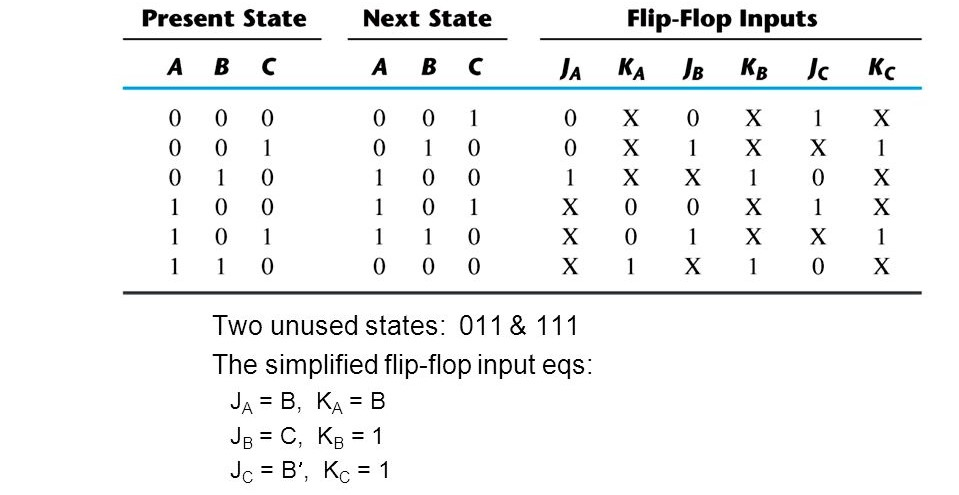 Present State Next State Flip-Flop Inputs
A B C A B C J_A K_A J_B K_B J_C K_C
0 0 0 0 0 1 0 X 0 X 1 X
0 0 1 0 1 0 0 X 1 X X 1
0 1 0 1 0 0 1 X X 1 0 X
1 0 0 1 0 1 X 0 0 X 1 X
1 0 1 1 1 0 X 0 1 X X 1
1 1 0 0 0 0 X 1 X 1 0 X
Two unused states: 011 & 111
The simplified flip-flop input eqs:
J_A = B, K_A = B
J_B = C, K_B = 1
J_C = B′, K_C = 1